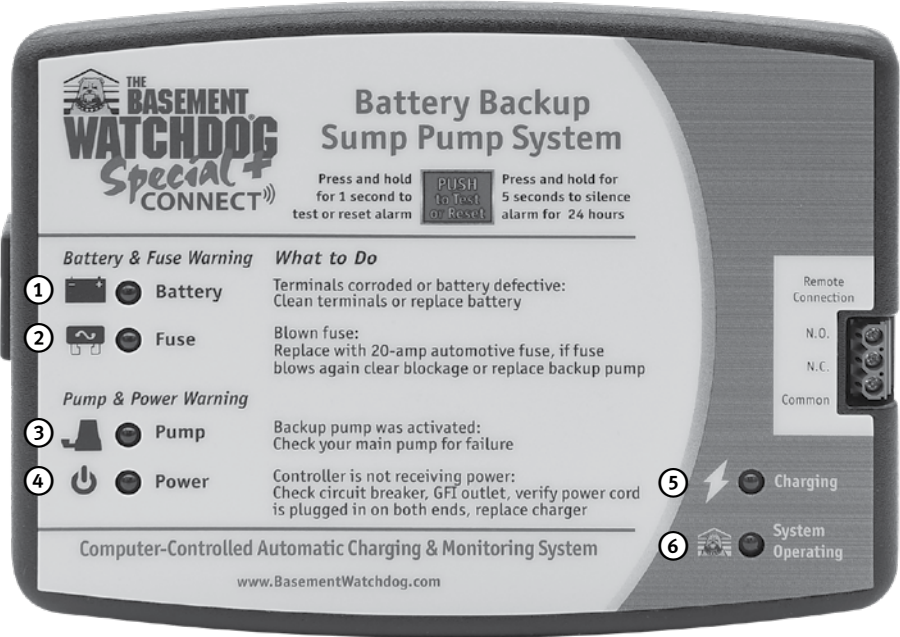 THE
BASEMENT
WATCHDOG
Special+
CONNECT
Battery Backup
Sump Pump System
Press and hold
for 1 second to
test or reset alarm
PUSH
to Test
or Reset
Press and hold for
5 seconds to silence
alarm for 24 hours
Battery & Fuse Warning
What to Do
1
Battery
Terminals corroded or battery defective:
Clean terminals or replace battery
2
Fuse
Blown fuse:
Replace with 20-amp automotive fuse, if fuse
blows again clear blockage or replace backup pump
Pump & Power Warning
3
Pump
Backup pump was activated:
Check your main pump for failure
4
Power
Controller is not receiving power:
Check circuit breaker, GFI outlet, verify power cord
is plugged in on both ends, replace charger
Computer-Controlled Automatic Charging & Monitoring System
www.BasementWatchdog.com
Remote
Connection
N.O.
N.C.
Common
5
Charging
6
System
Operating